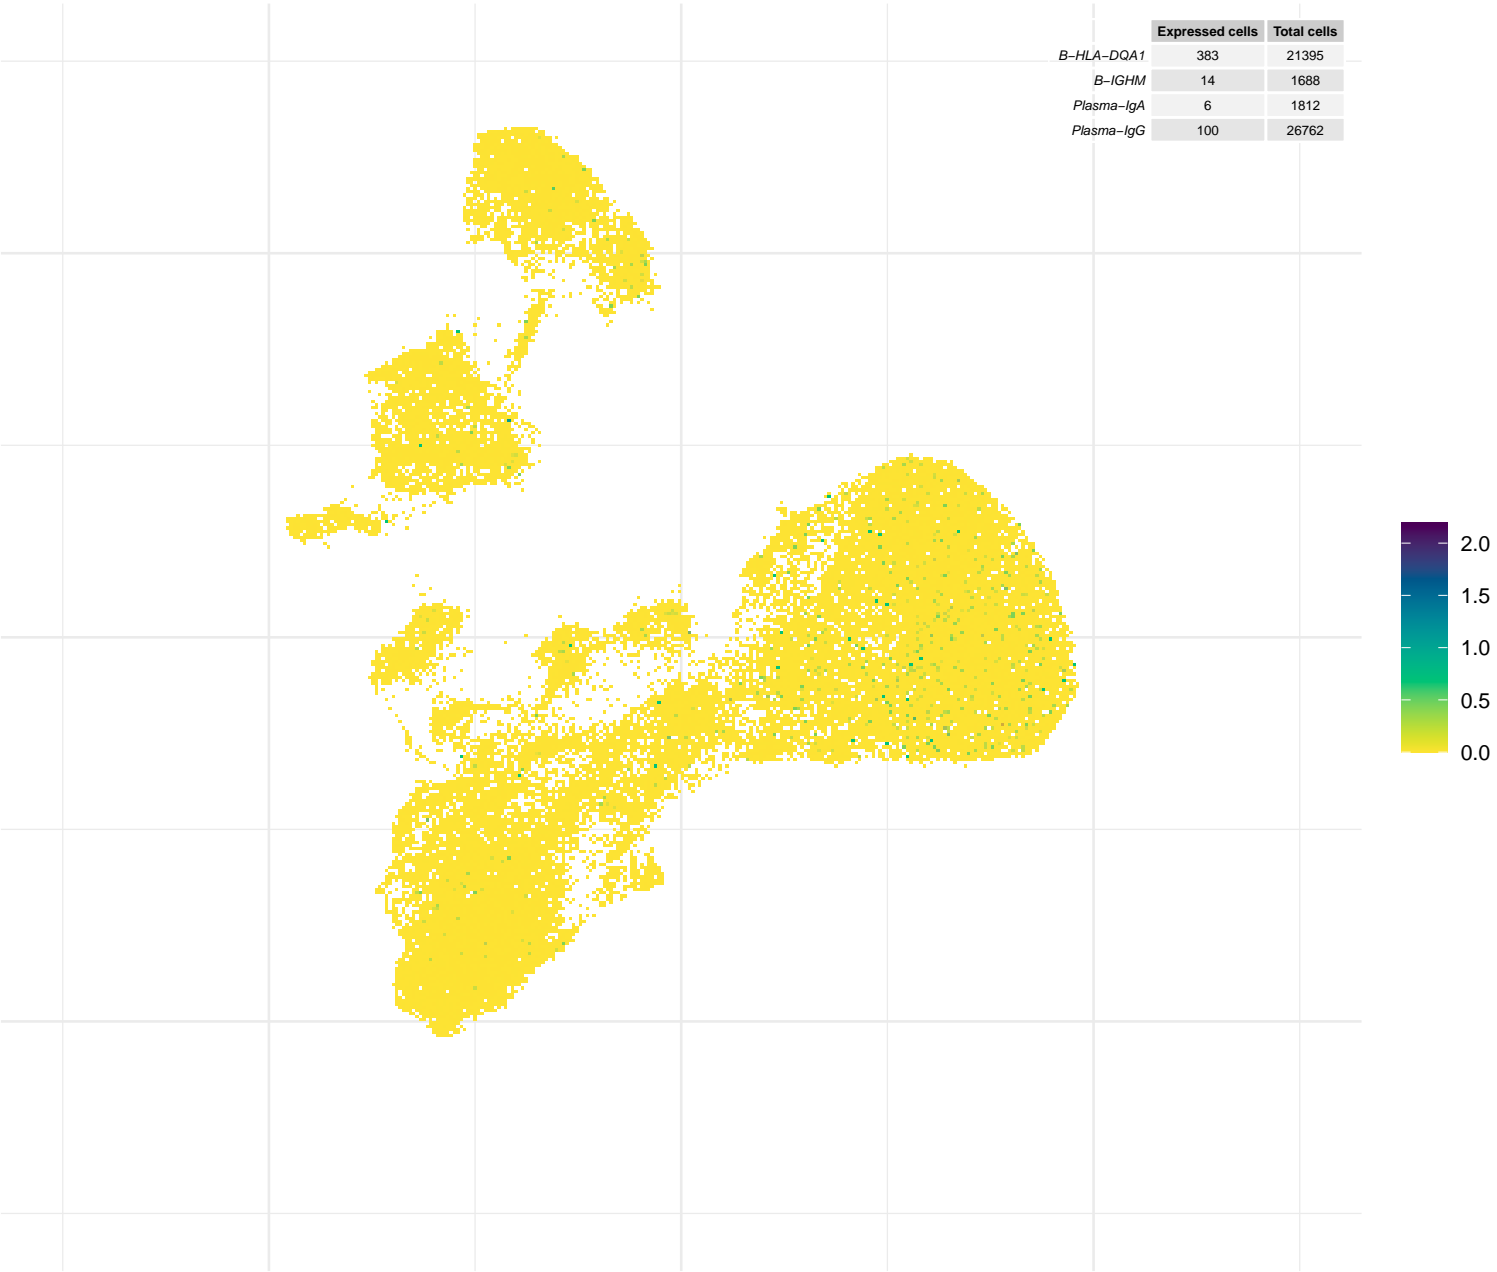 Expressed cells Total cells
B−HLA−DQA1 383 21395
B−IGHM 14 1688
Plasma−IgA 6 1812
Plasma−IgG 100 26762
2.0
1.5
1.0
0.5
0.0